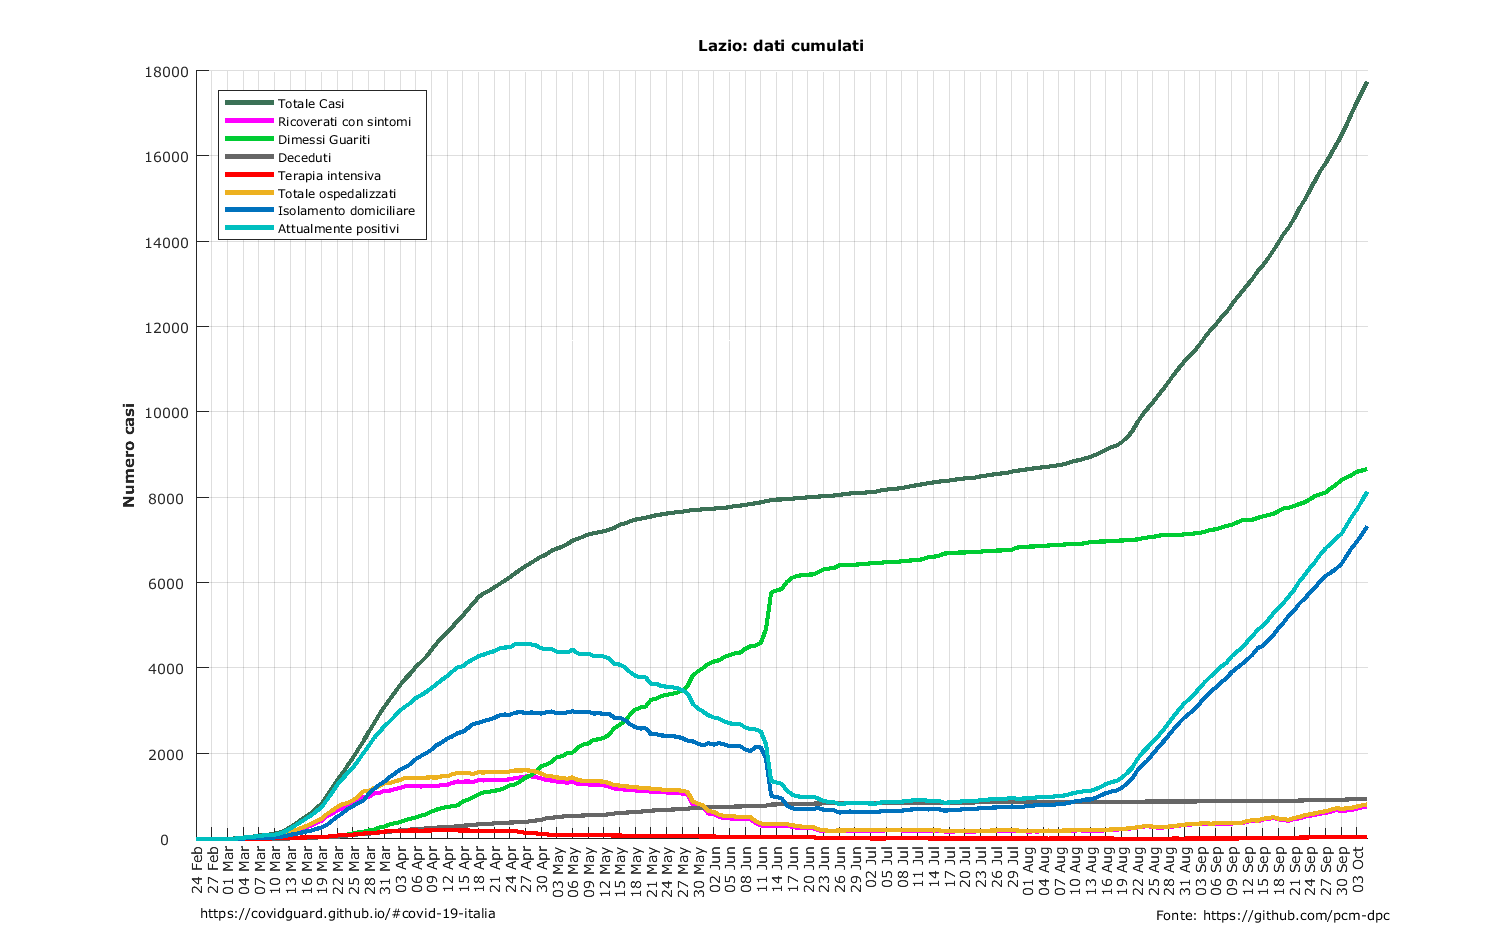 Lazio: dati cumulati
Numero casi
18000
16000
14000
12000
10000
8000
6000
4000
2000
0
Totale Casi
Ricoverati con sintomi
Dimessi Guariti
Deceduti
Terapia intensiva
Totale ospedalizzati
Isolamento domiciliare
Attualmente positivi
24 Feb
27 Feb
01 Mar
04 Mar
07 Mar
10 Mar
13 Mar
16 Mar
19 Mar
22 Mar
25 Mar
28 Mar
31 Mar
03 Apr
06 Apr
09 Apr
12 Apr
15 Apr
18 Apr
21 Apr
24 Apr
27 Apr
30 Apr
03 May
06 May
09 May
12 May
15 May
18 May
21 May
24 May
27 May
30 May
02 Jun
05 Jun
08 Jun
11 Jun
14 Jun
17 Jun
20 Jun
23 Jun
26 Jun
29 Jun
02 Jul
05 Jul
08 Jul
11 Jul
14 Jul
17 Jul
20 Jul
23 Jul
26 Jul
29 Jul
01 Aug
04 Aug
07 Aug
10 Aug
13 Aug
16 Aug
19 Aug
22 Aug
25 Aug
28 Aug
31 Aug
03 Sep
06 Sep
09 Sep
12 Sep
15 Sep
18 Sep
21 Sep
24 Sep
27 Sep
30 Sep
03 Oct
https://covidguard.github.io/#covid-19-italia
Fonte: https://github.com/pcm-dpc